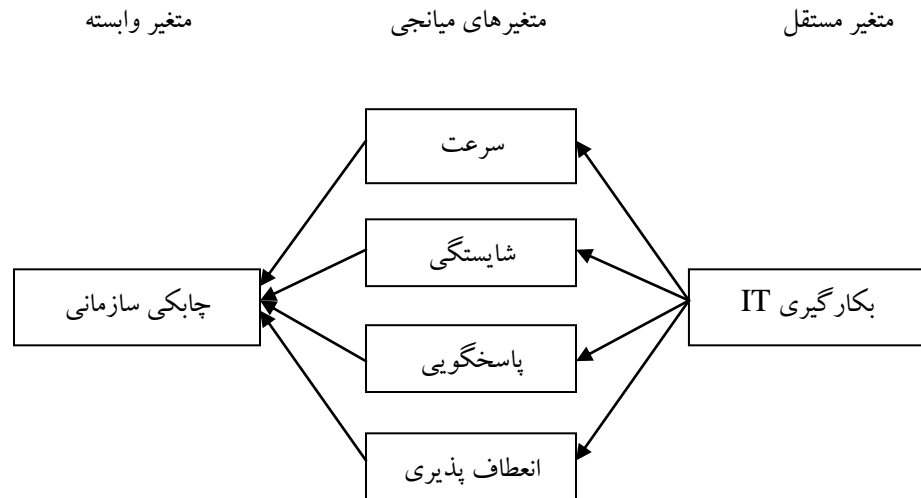 متغیر مستقل
متغیرهای میانجی
متغیر وابسته
سرعت
شایستگی
بکارگیری IT
چابکی سازمانی
پاسخگویی
انعطاف پذیری